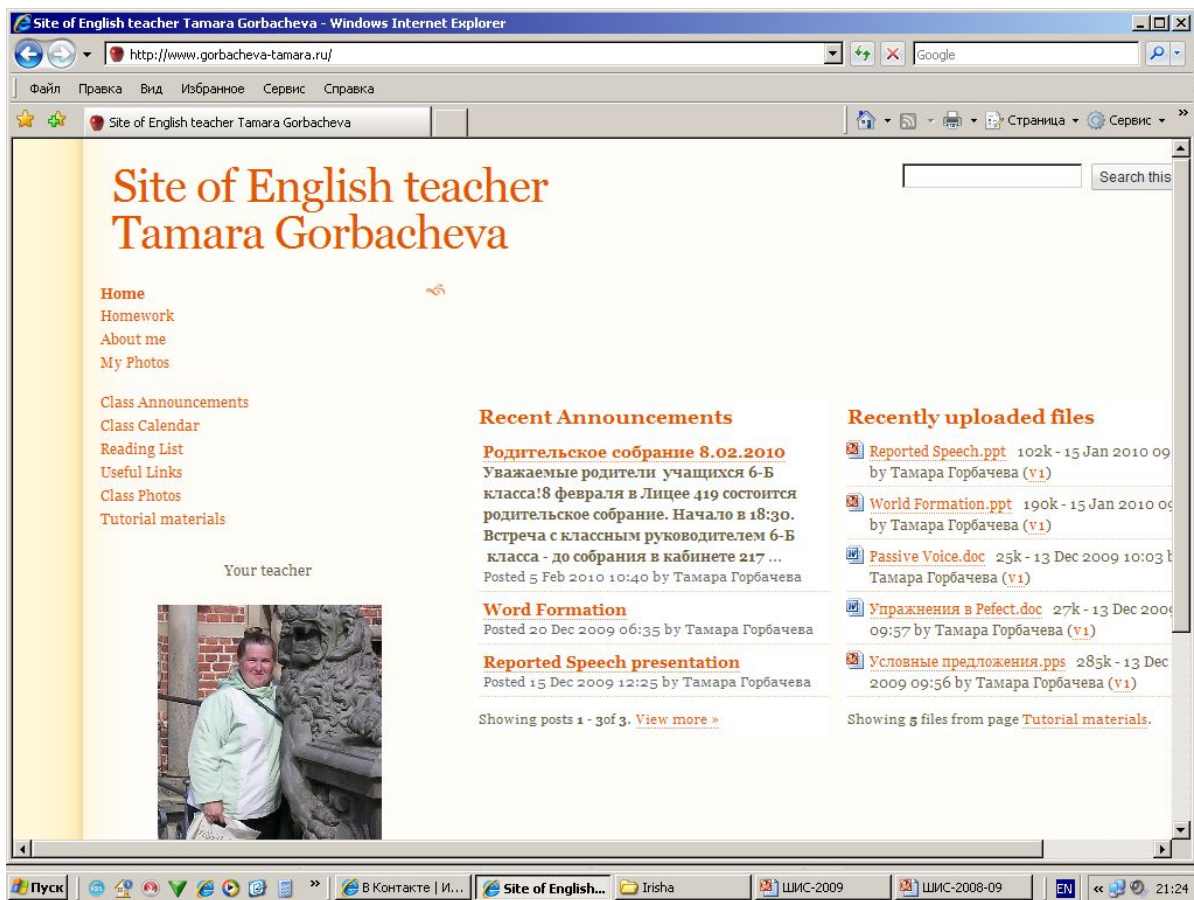 Site of English teacher Tamara Gorbacheva - Windows Internet Explorer
http://www.gorbacheva-tamara.ru/
Google
Файл Правка Вид Избранное Сервис Справка
Site of English teacher Tamara Gorbacheva
Страница Сервис
Site of English teacher
Tamara Gorbacheva
Search this
Home
Homework
About me
My Photos
Class Announcements
Class Calendar
Reading List
Useful Links
Class Photos
Tutorial materials
Your teacher
Recent Announcements
Родительское собрание 8.02.2010
Уважаемые родители учащихся 6-Б
класса!8 февраля в Лицее 419 состоится
родительское собрание. Начало в 18:30.
Встреча с классным руководителем 6-Б
класса - до собрания в кабинете 217 ...
Posted 5 Feb 2010 10:40 by Тамара Горбачева
Word Formation
Posted 20 Dec 2009 06:35 by Тамара Горбачева
Reported Speech presentation
Posted 15 Dec 2009 12:25 by Тамара Горбачева
Showing posts 1 - 3of 3. View more »
Recently uploaded files
Reported Speech.ppt 102k - 15 Jan 2010 09
by Тамара Горбачева (v1)
World Formation.ppt 190k - 15 Jan 2010 09
by Тамара Горбачева (v1)
Passive Voice.doc 25k - 13 Dec 2009 10:03
Тамара Горбачева (v1)
Упражнения в Pefect.doc 27k - 13 Dec 2009
09:57 by Тамара Горбачева (v1)
Условные предложения.pps 285k - 13 Dec
2009 09:56 by Тамара Горбачева (v1)
Showing 5 files from page Tutorial materials.
Пуск
В Контакте | И...
Site of English...
Irisha
ШИС-2009
ШИС-2008-09
EN
21:24